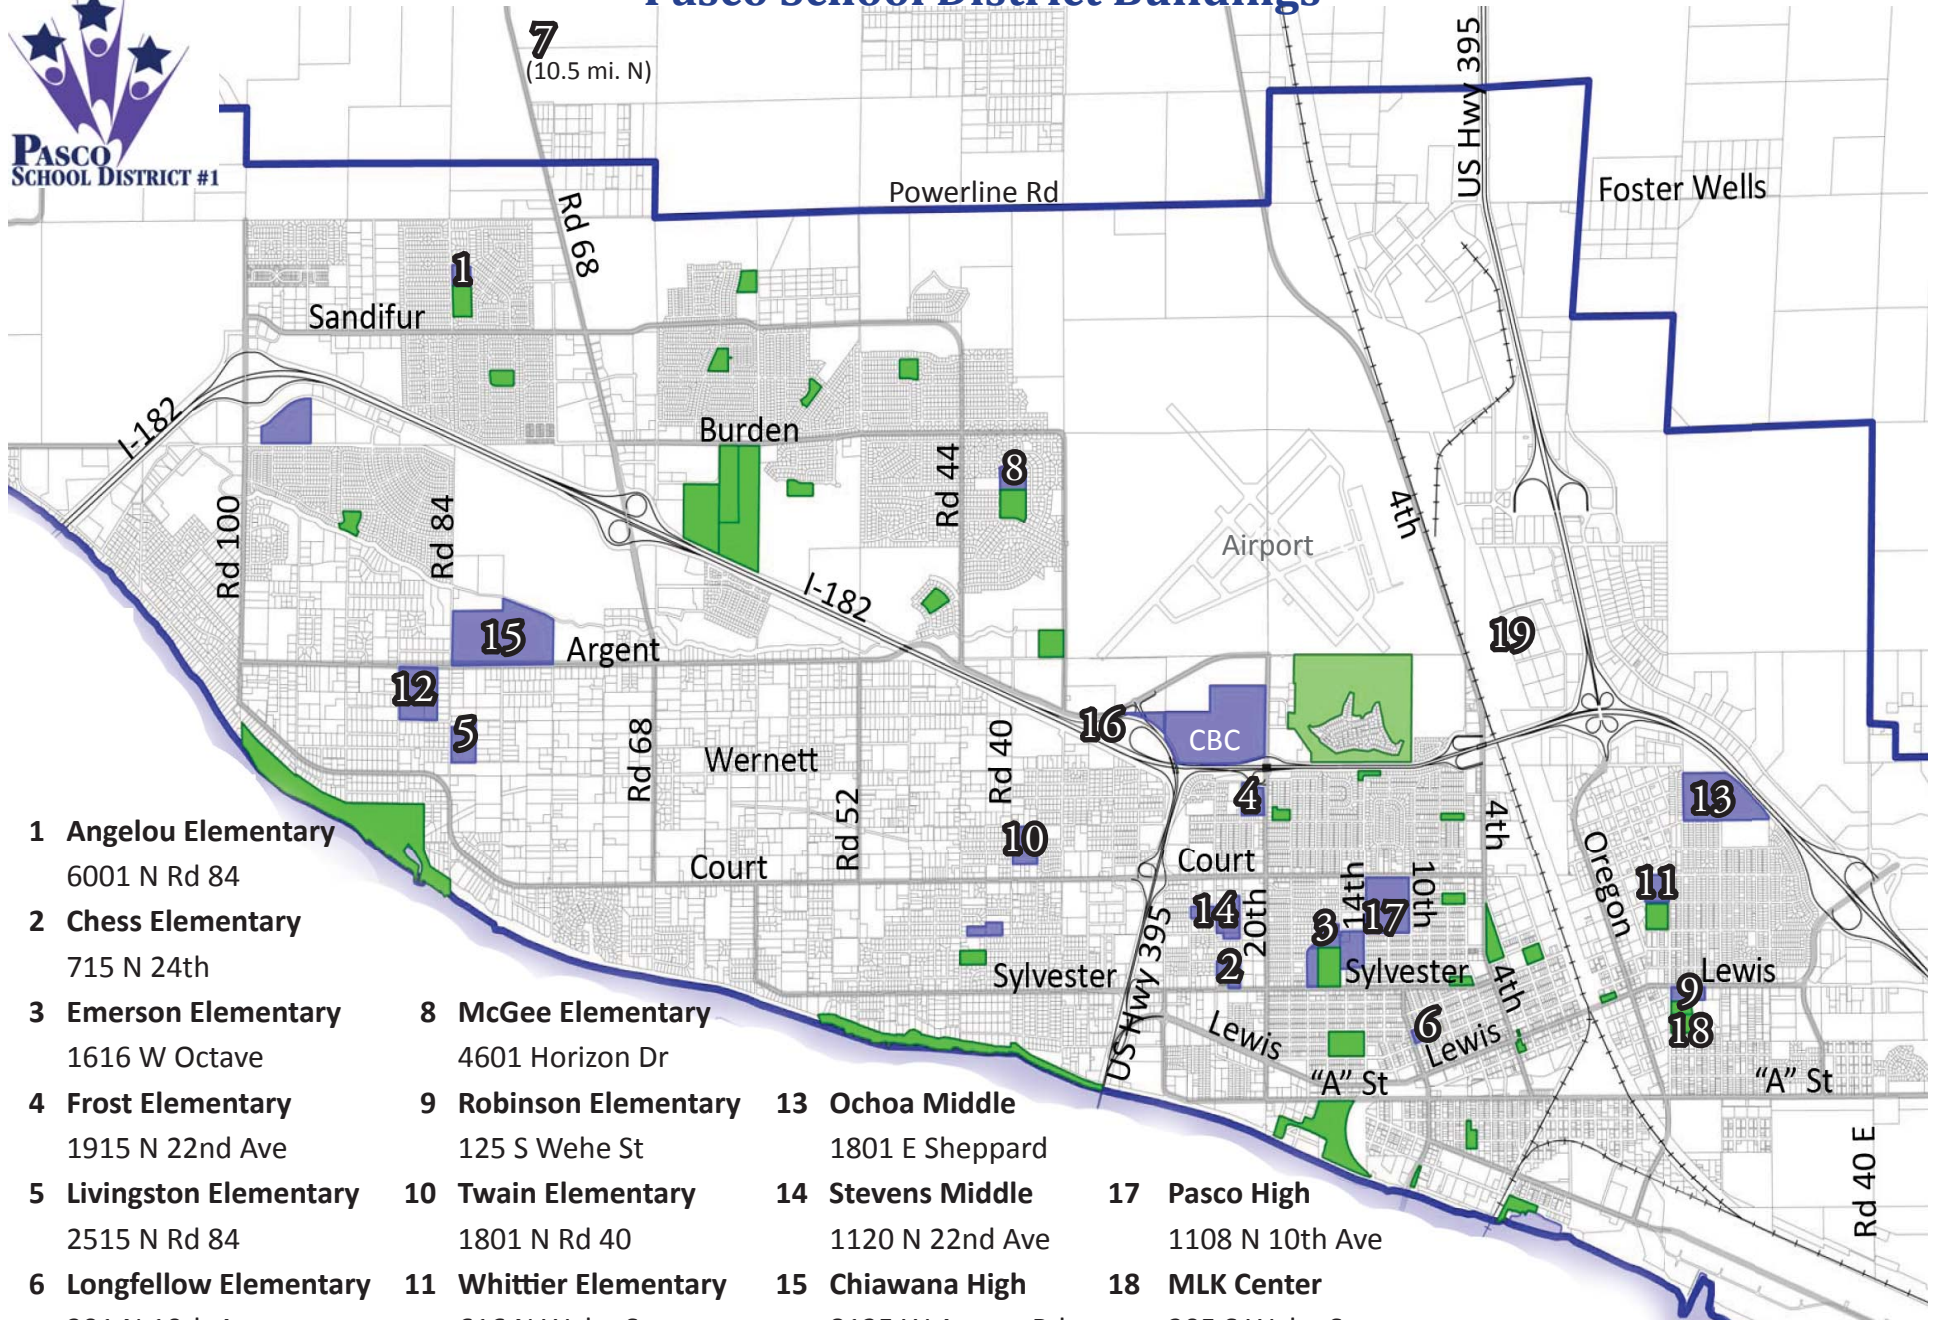 Pasco School District Buildings
PASCO
SCHOOL DISTRICT #1
7
(10.5 mi. N)
US Hwy 395
Powerline Rd
Foster Wells
Rd 68
1
Sandifur
I-182
Burden
Rd 44
8
4th
Rd 100
Rd 84
Airport
I-182
15
Argent
19
12
5
Rd 68
Wernett
Rd 40
16
CBC
4
13
Rd 52
10
4th
Court
Court
Oregon
11
14
20th
14th
17
10th
3
US Hwy 395
Sylvester
2
Sylvester
4th
Lewis
9
18
Lewis
6
Lewis
"A" St
"A" St
Rd 40 E
1 Angelou Elementary
6001 N Rd 84
2 Chess Elementary
715 N 24th
3 Emerson Elementary
1616 W Octave
4 Frost Elementary
1915 N 22nd Ave
5 Livingston Elementary
2515 N Rd 84
6 Longfellow Elementary
8 McGee Elementary
4601 Horizon Dr
9 Robinson Elementary
125 S Wehe St
10 Twain Elementary
1801 N Rd 40
11 Whittier Elementary
13 Ochoa Middle
1801 E Sheppard
14 Stevens Middle
1120 N 22nd Ave
15 Chiawana High
17 Pasco High
1108 N 10th Ave
18 MLK Center